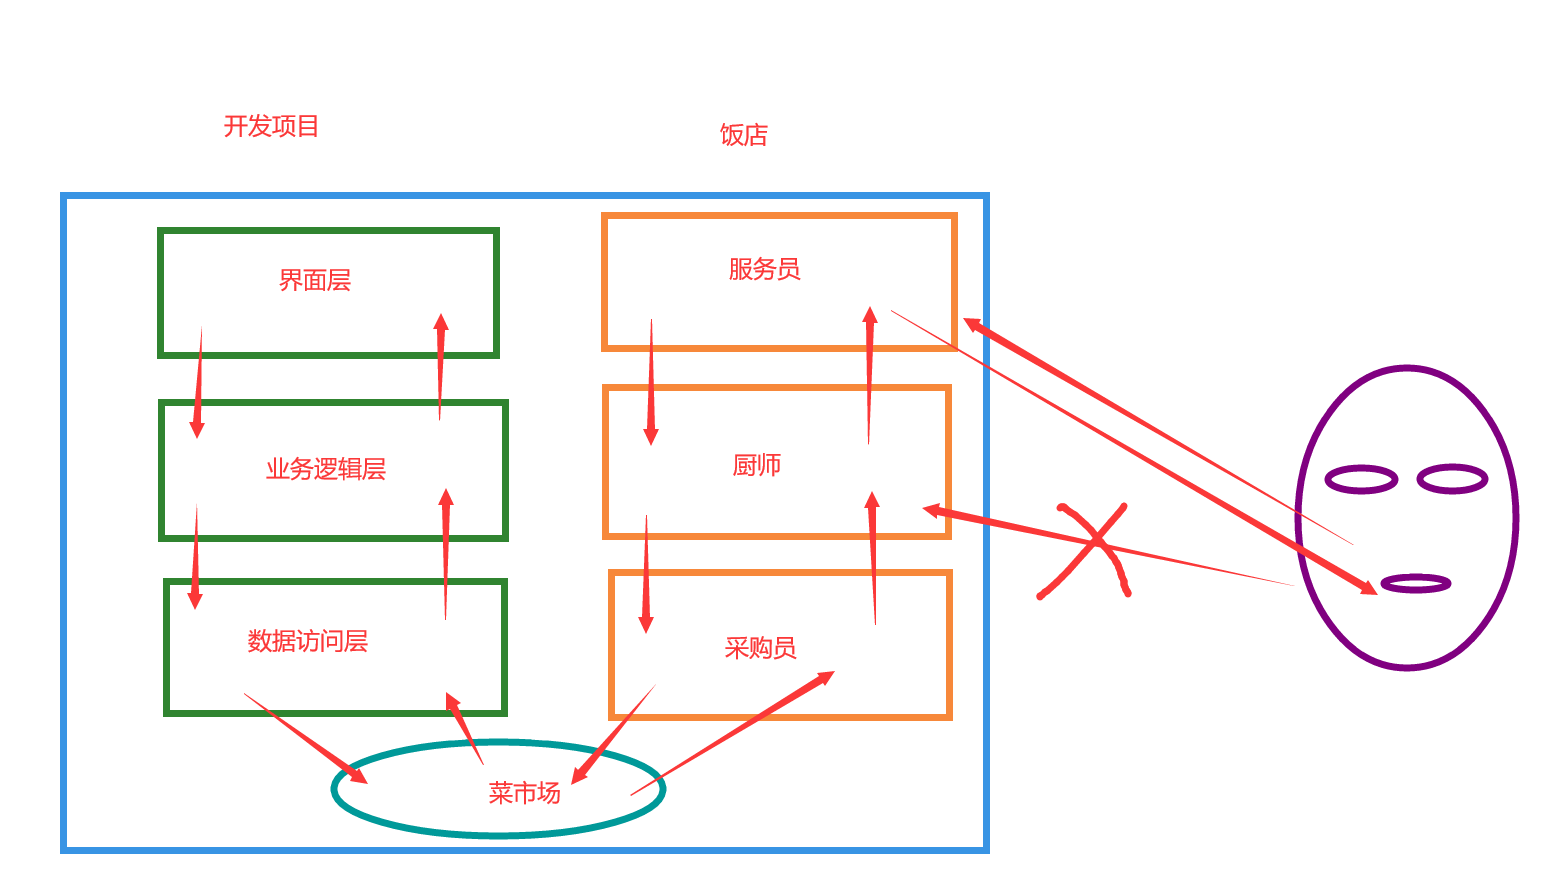 开发项目
饭店
界面层
服务员
业务逻辑层
厨师
数据访问层
采购员
菜市场